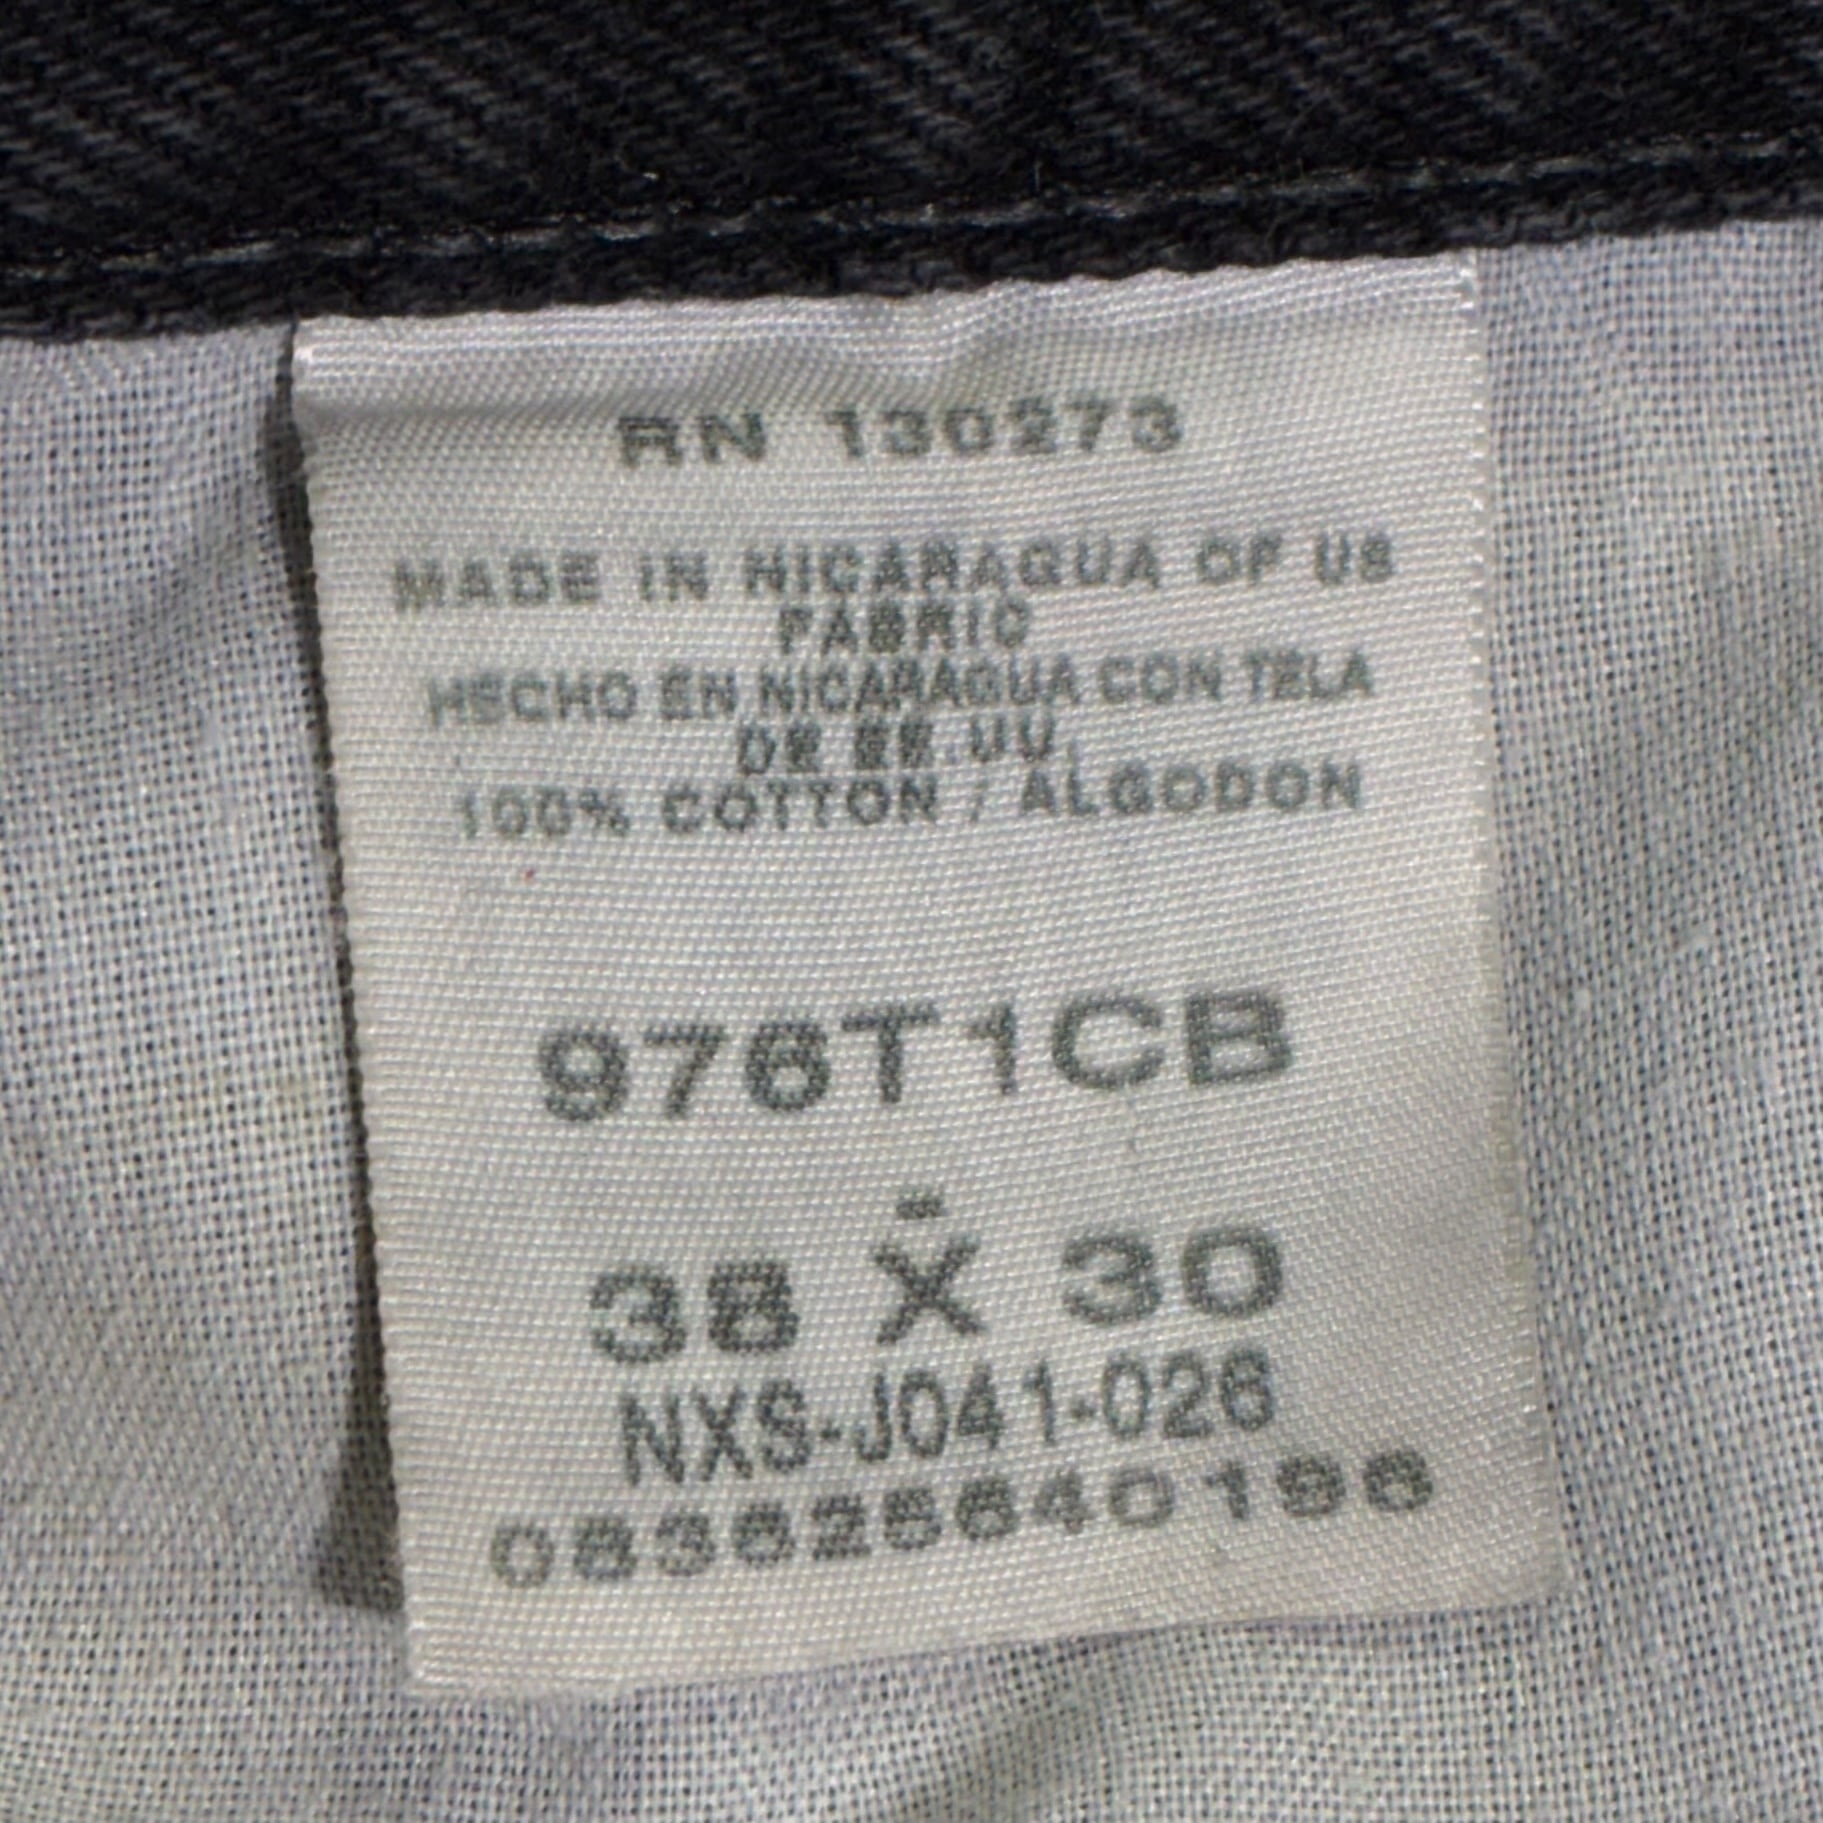 RN 130273
MADE IN NICARAGUA OF US
FABRIC
HECHO EN NICARAGUA CON TELA
DE EE.UU.
100% COTTON / ALGODON
976T1CB
-
38 X 30
NXS-J041-026
083625640196